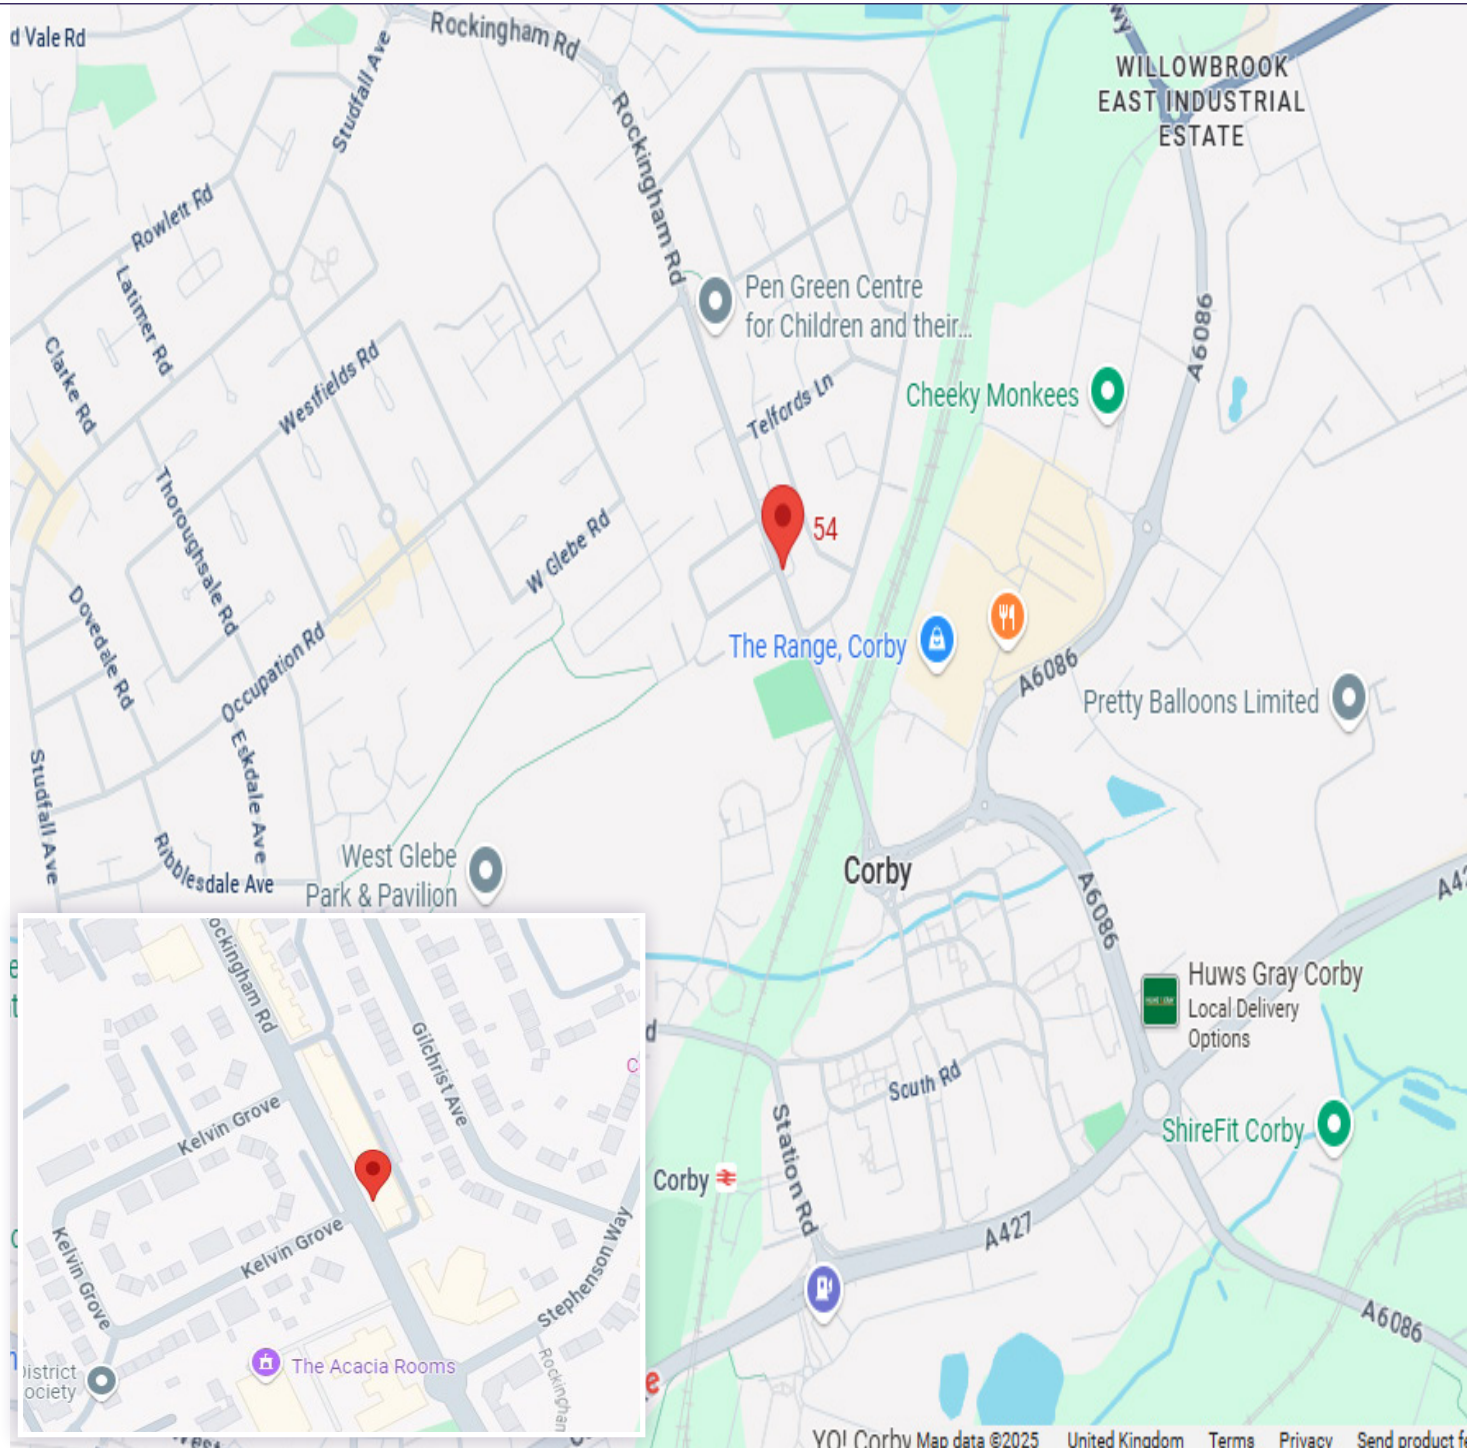 d Vale Rd
Studfall Ave
Rockingham Rd
wy
WILLOWBROOK
EAST INDUSTRIAL
ESTATE
Rowlett Rd
Rockingham Rd
Latimer Rd
Pen Green Centre
for Children and their...
A6086
Clarke Rd
Westfields Rd
Telfords Ln
Cheeky Monkees
Thoroughsale Rd
W Glebe Rd
54
Dovedale Rd
Occupation Rd
The Range, Corby
A6086
Pretty Balloons Limited
Studfall Ave
Eskdale Ave
Ribblesdale Ave
West Glebe
Park & Pavilion
Corby
A6086
A42
Huws Gray Corby
Local Delivery
Options
South Rd
Station Rd
ShireFit Corby
Corby
A427
A6086
ockingham Rd
Gilchrist Ave
Kelvin Grove
Kelvin Grove
Kelvin Grove
Stephenson Way
The Acacia Rooms
Rockingham
istrict
ociety
YO! Corby
Map data ©2025 United Kingdom Terms Privacy Send product fe